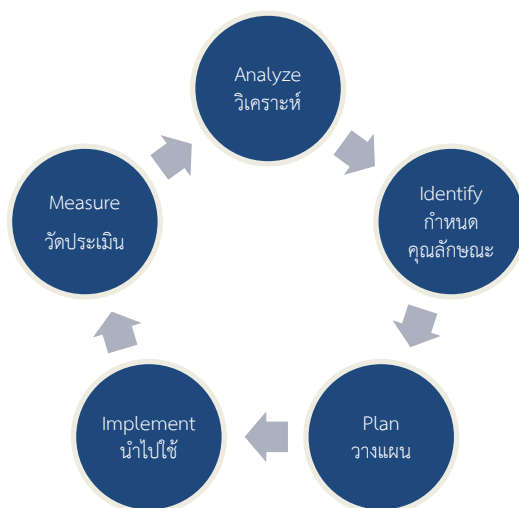 Analyze
วิเคราะห์
Identify
กำหนด
คุณลักษณะ
Plan
วางแผน
Implement
นำไปใช้
Measure
วัดประเมิน